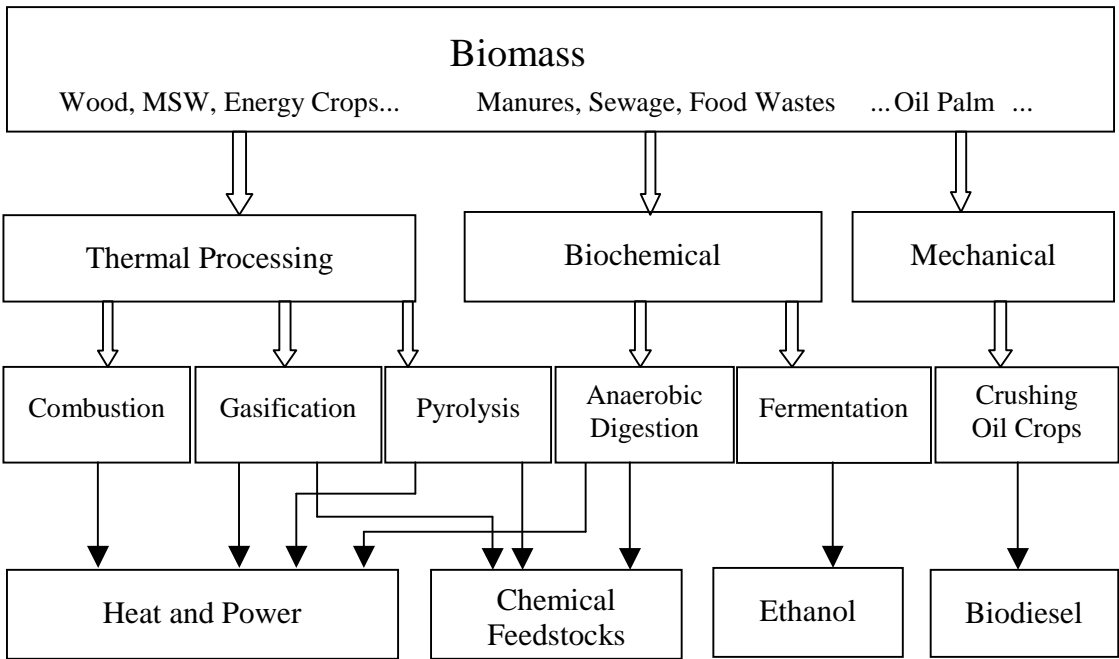 Biomass
Wood, MSW, Energy Crops... Manures, Sewage, Food Wastes ...Oil Palm ...
Thermal Processing
Biochemical
Mechanical
Combustion
Gasification
Pyrolysis
Anaerobic
Digestion
Fermentation
Crushing
Oil Crops
Heat and Power
Chemical
Feedstocks
Ethanol
Biodiesel